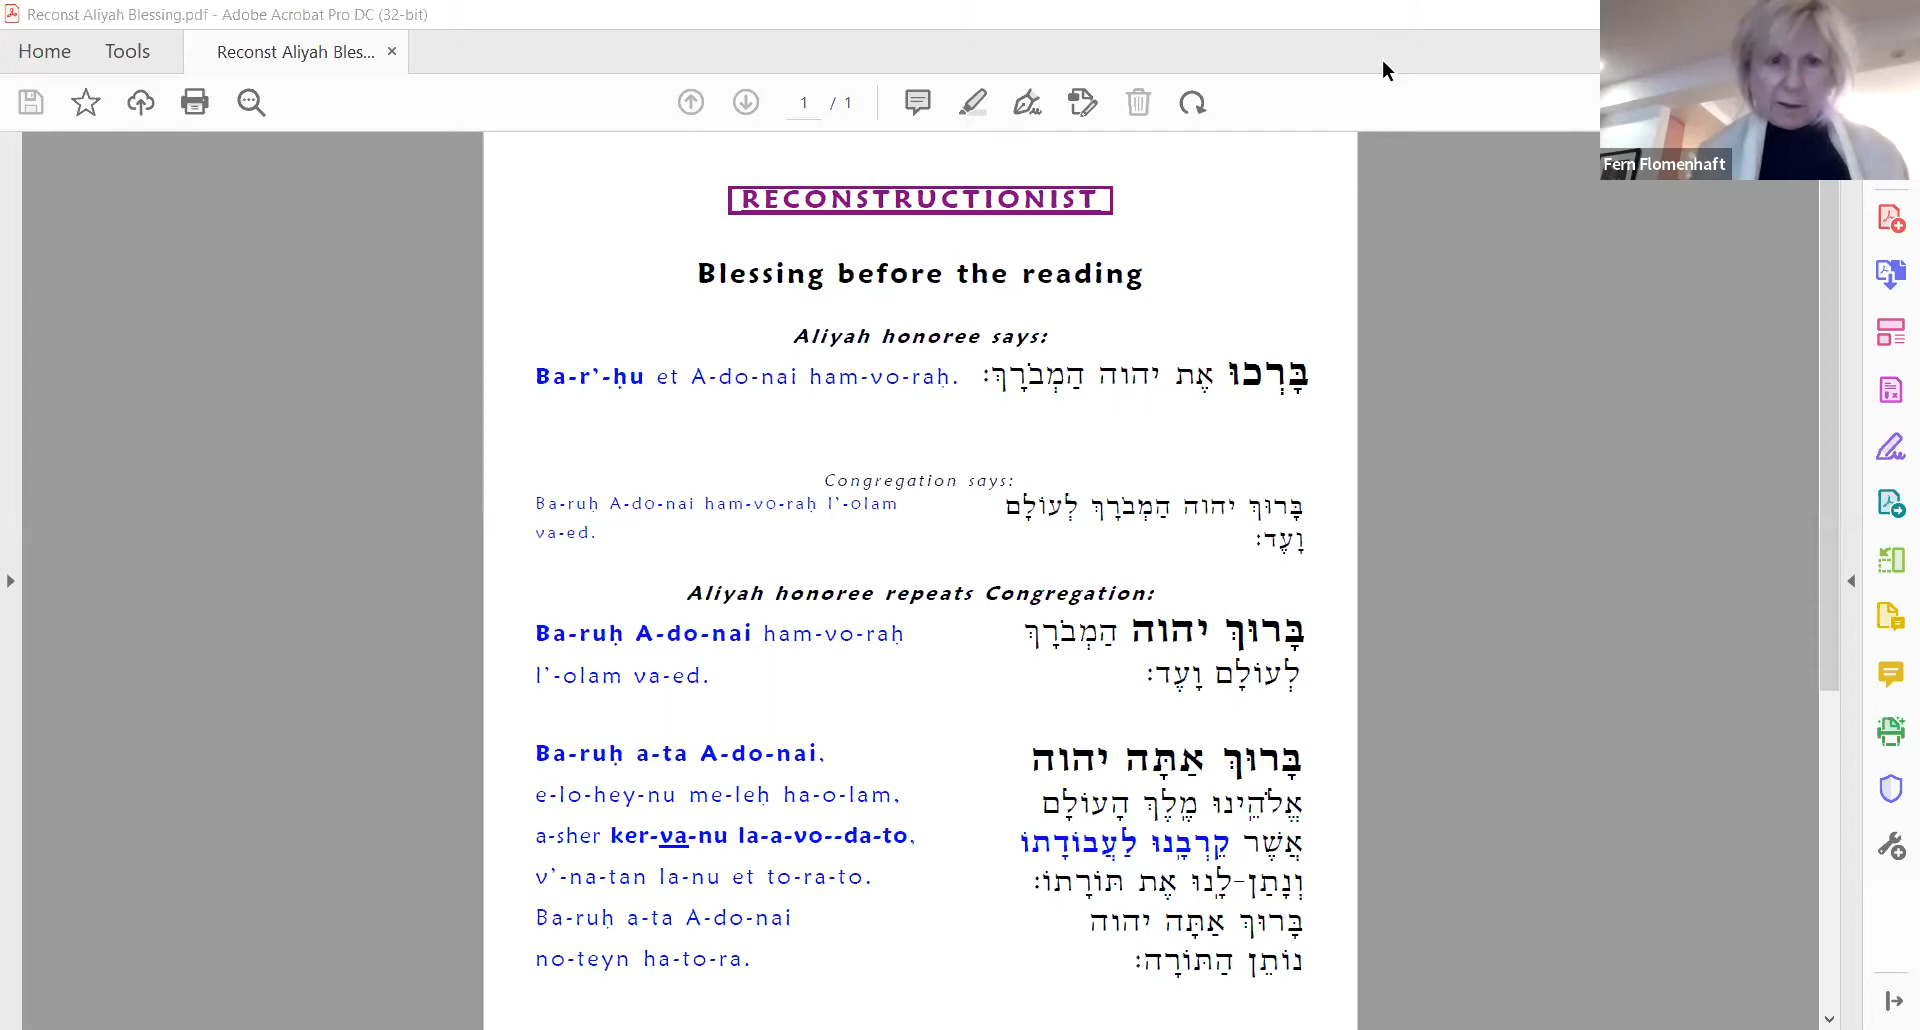 Reconst Aliyah Blessing.pdf - Adobe Acrobat Pro DC (32-bit)
Home Tools Reconst Aliyah Bles... ×
1 / 1
Fern Flomenhaft
RECONSTRUCTIONIST
Blessing before the reading
Aliyah honoree says:
Ba-r’-ḥu et A-do-nai ham-vo-raḥ. בָּרְכוּ אֶת יהוה הַמְבֹרָךְ:
Congregation says:
Ba-ruḥ A-do-nai ham-vo-raḥ l’-olam בָּרוּךְ יהוה הַמְבֹרָךְ לְעוֹלָם
va-ed. וָעֶד:
Aliyah honoree repeats Congregation:
Ba-ruḥ A-do-nai ham-vo-raḥ בָּרוּךְ יהוה הַמְבֹרָךְ
l’-olam va-ed. לְעוֹלָם וָעֶד:
Ba-ruḥ a-ta A-do-nai, בָּרוּךְ אַתָּה יהוה
e-lo-hey-nu me-leḥ ha-o-lam, אֱלֹהֵֽינוּ מֶֽלֶךְ הָעוֹלָם
a-sher ker-va-nu la-a-vo--da-to, אֲשֶׁר קֵרְבָֽנוּ לַעֲבוֹדָתוֹ
v’-na-tan la-nu et to-ra-to. וְנָתַן-לָֽנוּ אֶת תּוֹרָתוֹ:
Ba-ruḥ a-ta A-do-nai בָּרוּךְ אַתָּה יהוה
no-teyn ha-to-ra. נוֹתֵן הַתּוֹרָה: